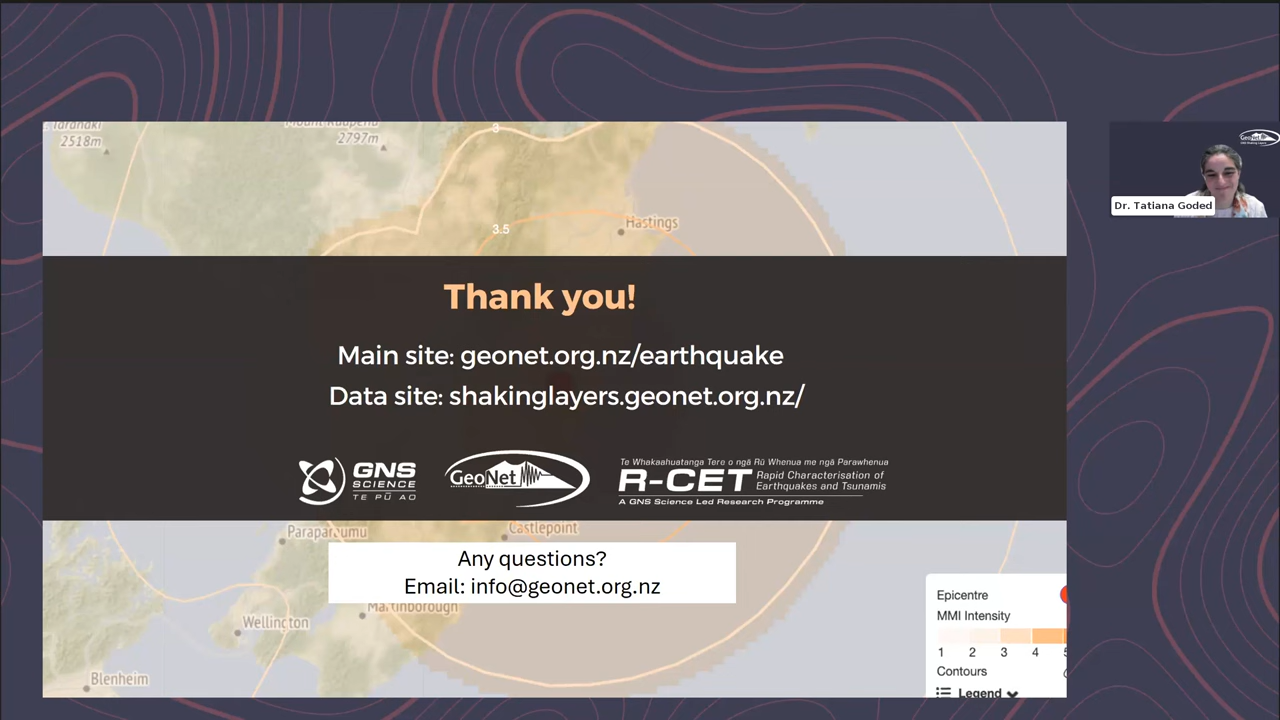 Taranaki
2518m
Mount Ruapehu
2797m
3
Hastings
3.5
Thank you!
Main site: geonet.org.nz/earthquake
Data site: shakinglayers.geonet.org.nz/
GNS
SCIENCE
TE PŪ AO
GeoNet
Te Whakaahuatanga Tere o ngā Rū Whenua me ngā Parawhenua
R-CET
Rapid Characterisation of
Earthquakes and Tsunamis
A GNS Science Led Research Programme
Paraparaumu
Castlepoint
Any questions?
Email: info@geonet.org.nz
Martinborough
Wellington
Blenheim
Epicentre
MMI Intensity
1 2 3 4 5
Contours
Legend
GeoNet
Dr. Tatiana Goded